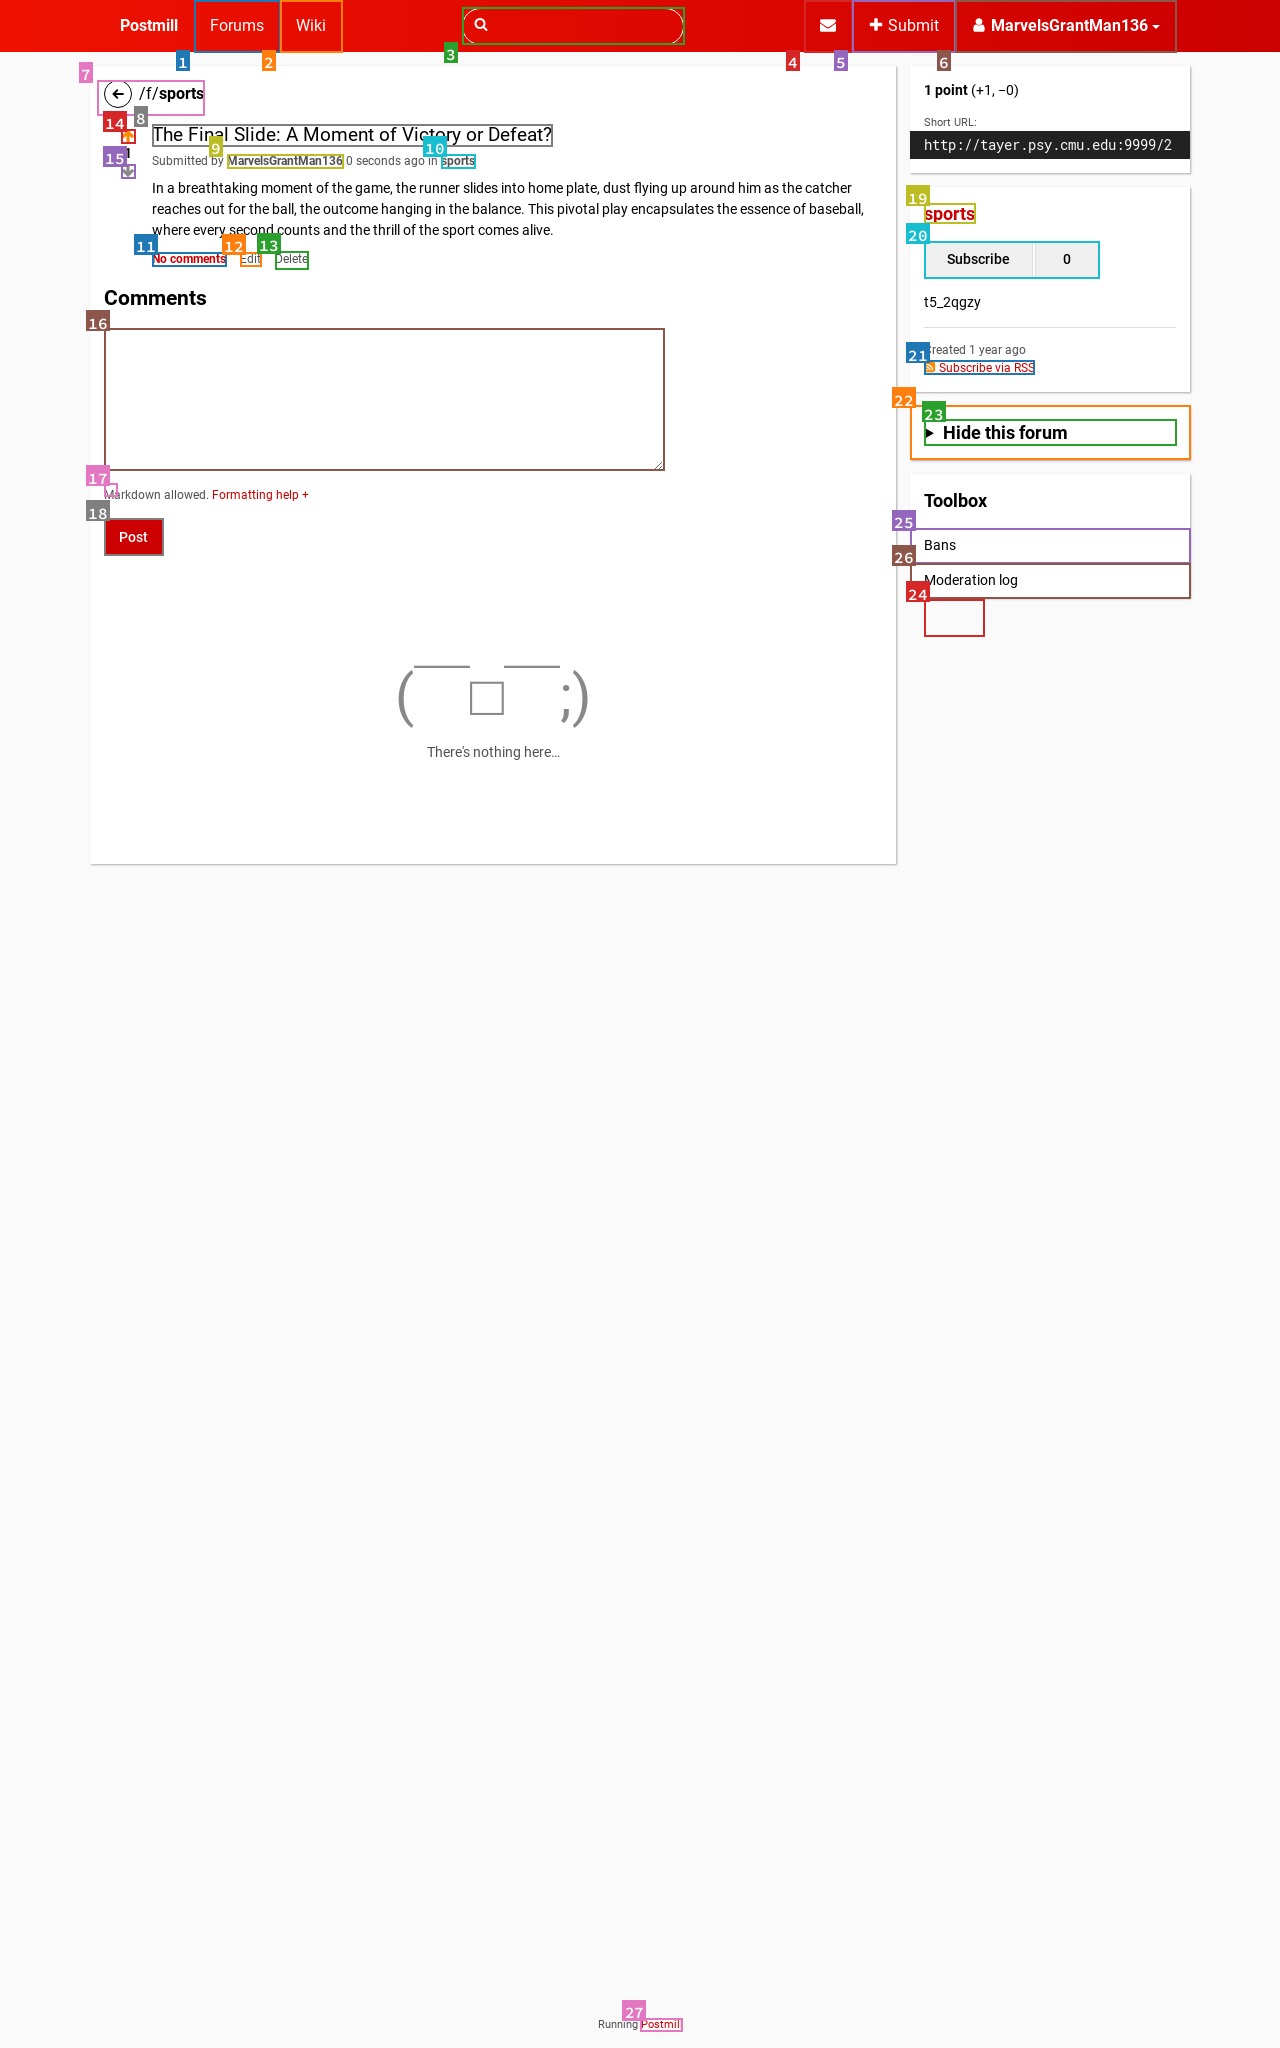 Postmill Forums Wiki Submit MarvelsGrantMan136
1 2 3 4 5 6
7
/f/sports
8
14
The Final Slide: A Moment of Victory or Defeat?
9 10
15
Submitted by MarvelsGrantMan136 0 seconds ago in sports
In a breathtaking moment of the game, the runner slides into home plate, dust flying up around him as the catcher
reaches out for the ball, the outcome hanging in the balance. This pivotal play encapsulates the essence of baseball,
where every second counts and the thrill of the sport comes alive.
11 12 13
No comments Edit Delete
Comments
16
17
Markdown allowed. Formatting help +
18
Post
(￣□￣;)
There's nothing here…
1 point (+1, −0)
Short URL:
http://tayer.psy.cmu.edu:9999/2
19
sports
20
Subscribe 0
t5_2qgzy
21
Created 1 year ago
Subscribe via RSS
22
23
Hide this forum
Toolbox
25
Bans
26
Moderation log
24
27
Running Postmill